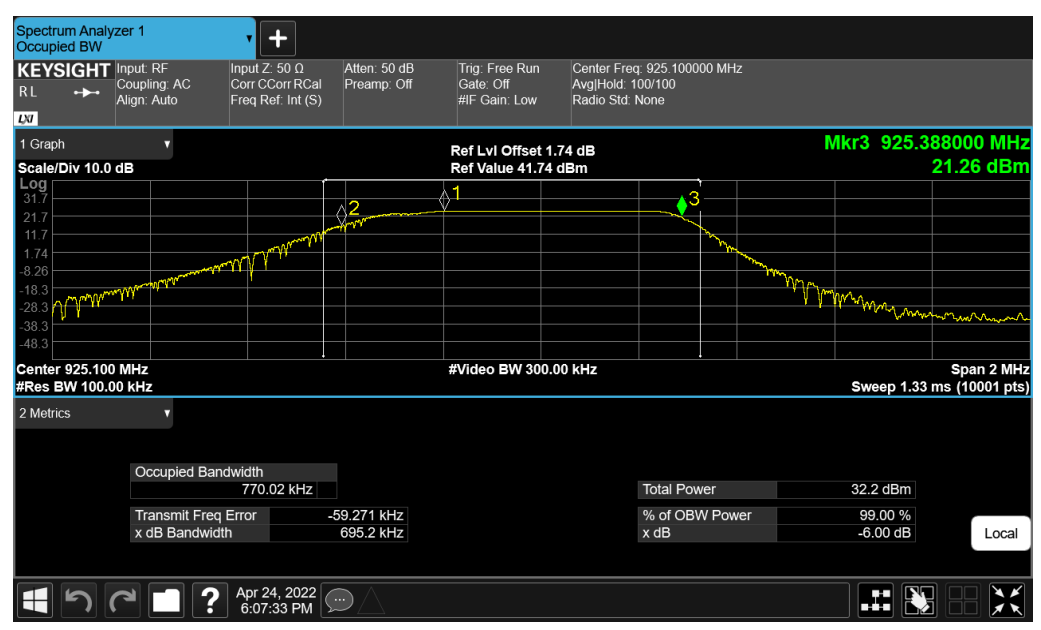 Spectrum Analyzer 1
Occupied BW
KEYSIGHT
R L
LXI
Input: RF
Coupling: AC
Align: Auto
Input Z: 50 Ω
Corr CCorr RCal
Freq Ref: Int (S)
Atten: 50 dB
Preamp: Off
Trig: Free Run
Gate: Off
#IF Gain: Low
Center Freq: 925.100000 MHz
Avg|Hold: 100/100
Radio Std: None
1 Graph
Scale/Div 10.0 dB
Ref Lvl Offset 1.74 dB
Ref Value 41.74 dBm
Mkr3 925.388000 MHz
21.26 dBm
Log
31.7
21.7
11.7
1.74
-8.26
-18.3
-28.3
-38.3
-48.3
2
1
3
Center 925.100 MHz
#Res BW 100.00 kHz
#Video BW 300.00 kHz
Span 2 MHz
Sweep 1.33 ms (10001 pts)
2 Metrics
Occupied Bandwidth
770.02 kHz
Transmit Freq Error -59.271 kHz
x dB Bandwidth 695.2 kHz
Total Power 32.2 dBm
% of OBW Power 99.00 %
x dB -6.00 dB
Local
?
Apr 24, 2022
6:07:33 PM